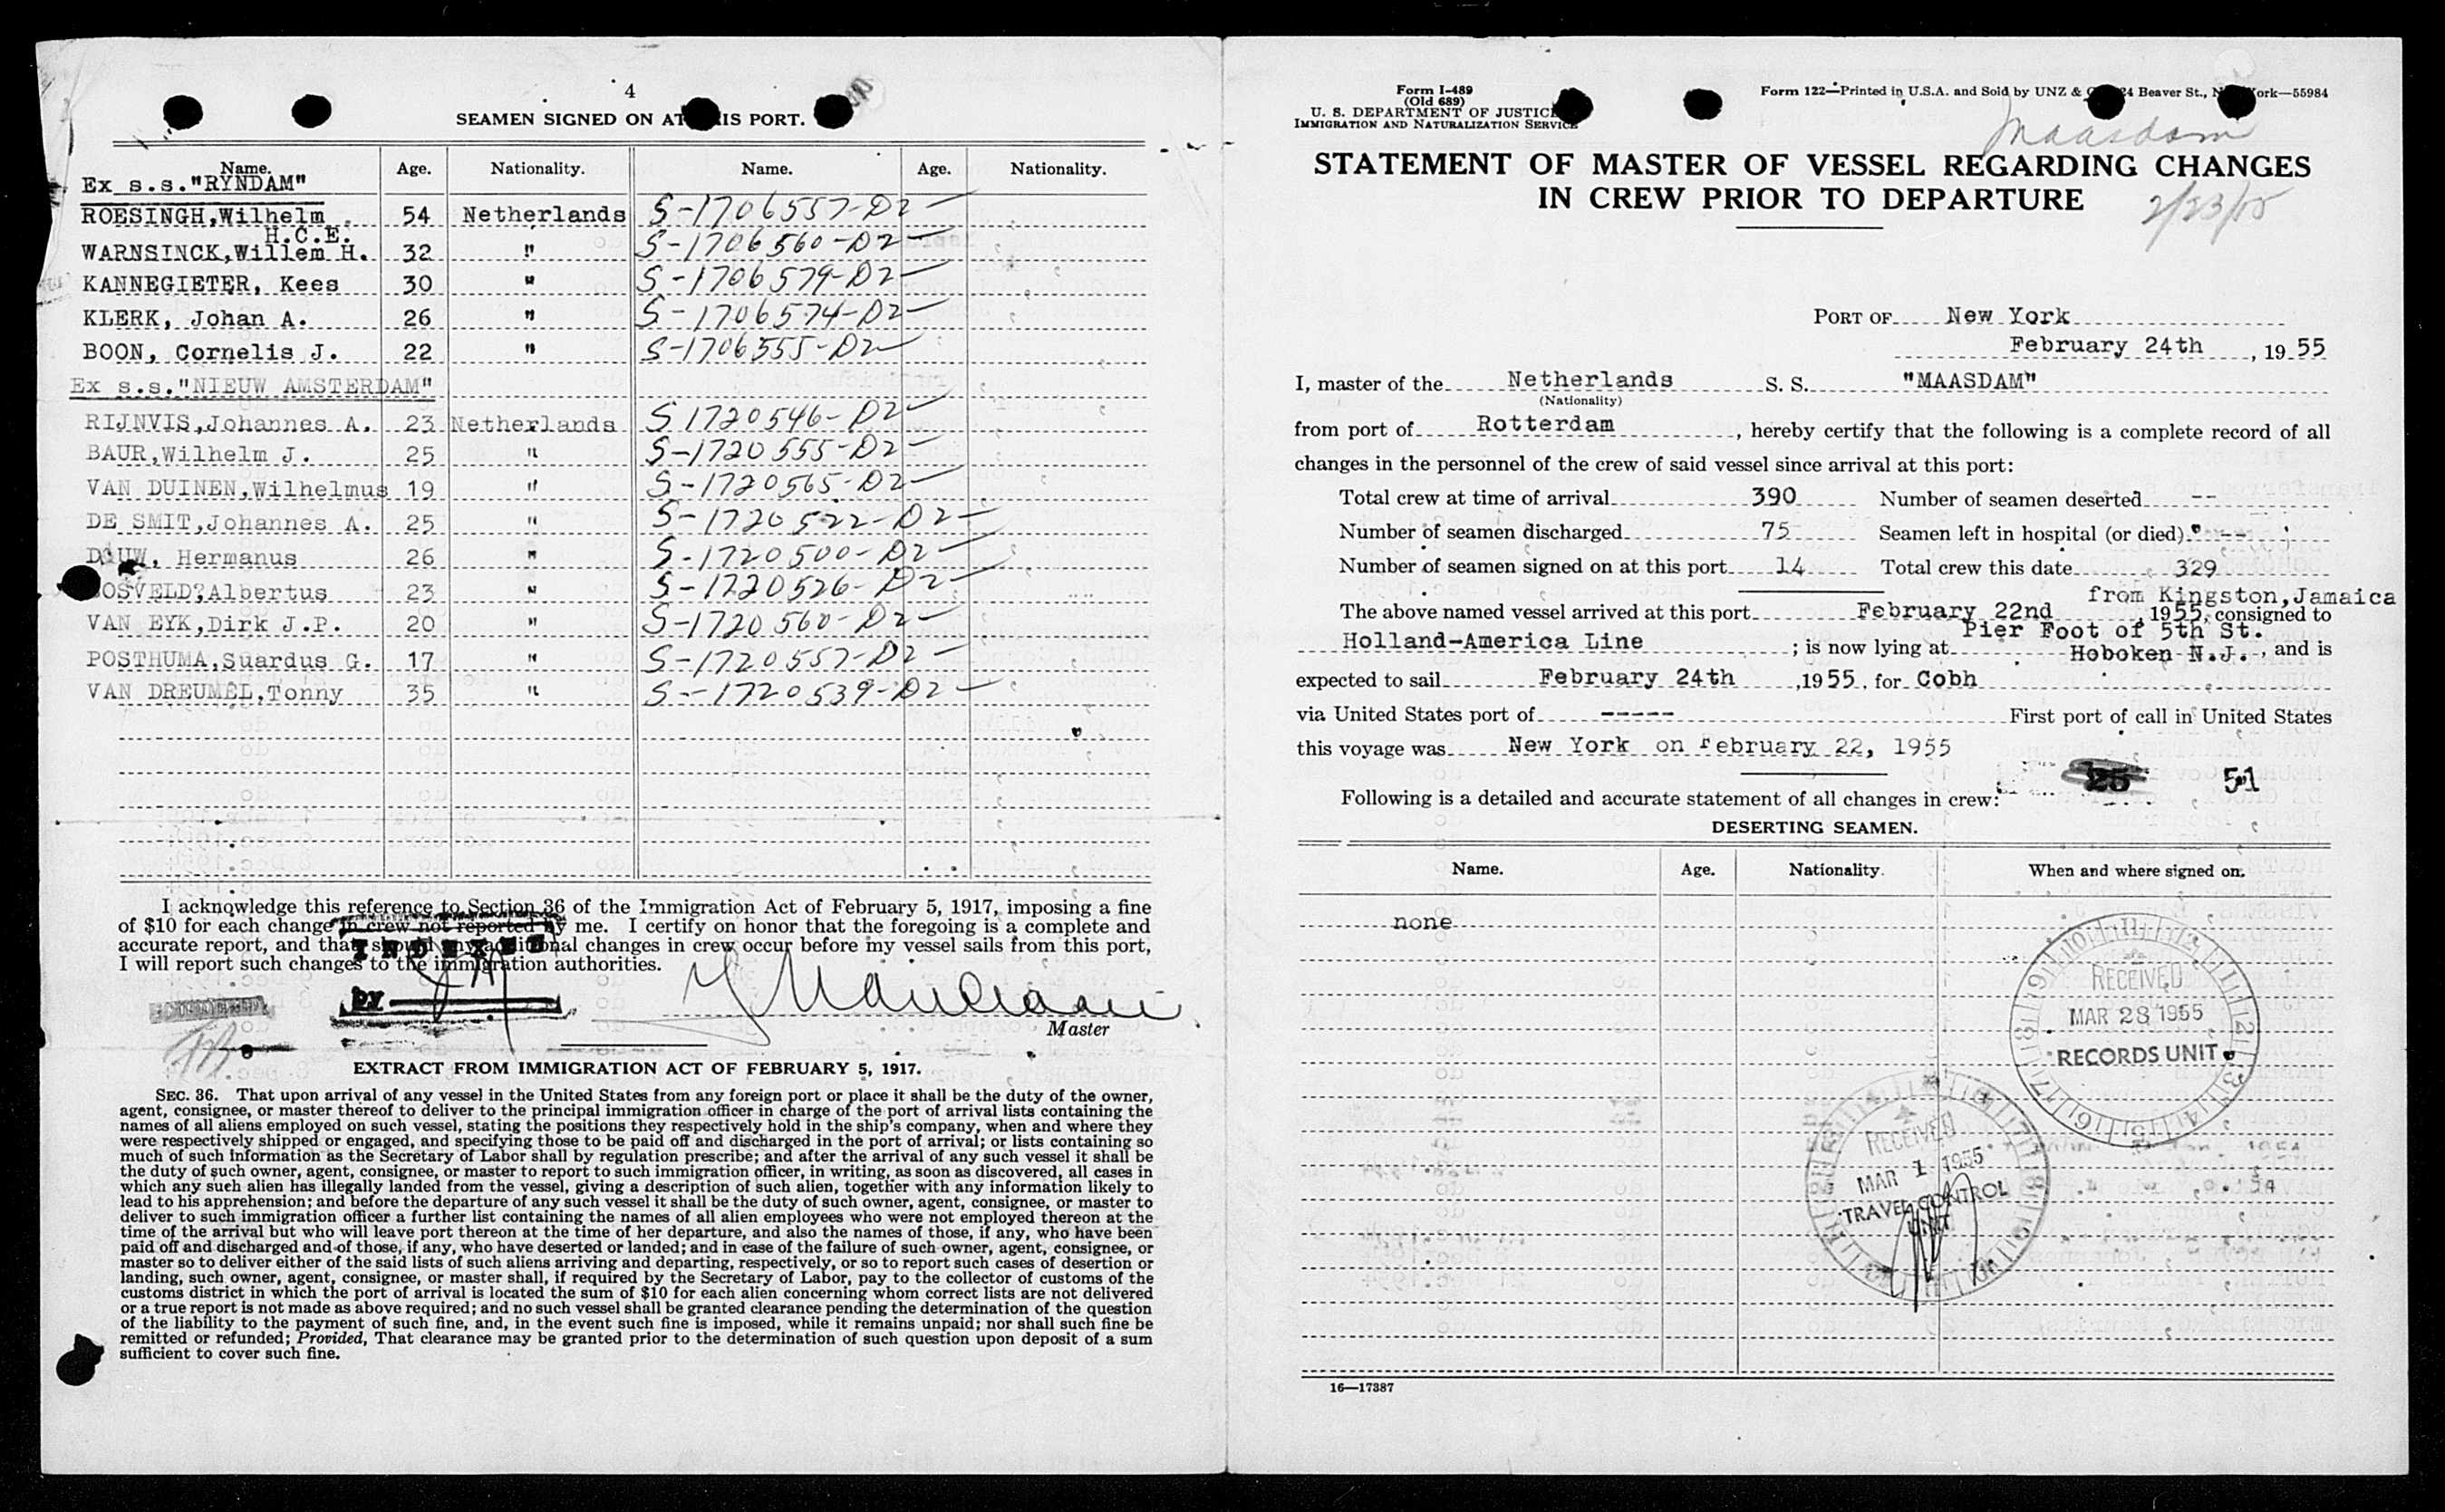 4
SEAMEN SIGNED ON AT IS PORT.
Name. Age. Nationality. Name. Age. Nationality.
Ex s.s."RYNDAM"
ROESINGH,Wilhelm 54 Netherlands S-1706557-D2
H.C.E.
WARNSINCK,Willem H. 32 " S-1706560-D2
KANNEGIETER, Kees 30 " S-1706579-D2
KLERK, Johan A. 26 " S-1706574-D2
BOON, Cornelis J. 22 " S-1706555-D2
Ex s.s."NIEUW AMSTERDAM"
RIJNVIS,Johannes A. 23 Netherlands S 1720546-D2
BAUR,Wilhelm J. 25 " S-1720555-D2
VAN DUINEN,Wilhelmus 19 " S-1720565-D2
DE SMIT,Johannes A. 25 " S-1720522-D2
Hermanus 26 " S-1720500-D2
OSVELD,Albertus 23 " S-1720526-D2
VAN EYK,Dirk J.P. 20 " S-1720560-D2
POSTHUMA,Suardus G. 17 " S-1720557-D2
VAN DREUMEL,Tonny 35 " S-1720539-D2
I acknowledge this reference to Section 36 of the Immigration Act of February 5, 1917, imposing a fine
of $10 for each change in crew not reported by me. I certify on honor that the foregoing is a complete and
accurate report, and that should any additional changes in crew occur before my vessel sails from this port,
I will report such changes to the immigration authorities.
INDEXED
by
Master
EXTRACT FROM IMMIGRATION ACT OF FEBRUARY 5, 1917.
SEC. 36. That upon arrival of any vessel in the United States from any foreign port or place it shall be the duty of the owner,
agent, consignee, or master thereof to deliver to the principal immigration officer in charge of the port of arrival lists containing the
names of all aliens employed on such vessel, stating the positions they respectively hold in the ship's company, when and where they
were respectively shipped or engaged, and specifying those to be paid off and discharged in the port of arrival; or lists containing so
much of such information as the Secretary of Labor shall by regulation prescribe; and after the arrival of any such vessel it shall be
the duty of such owner, agent, consignee, or master to report to such immigration officer, in writing, as soon as discovered, all cases in
which any such alien has illegally landed from the vessel, giving a description of such alien, together with any information likely to
lead to his apprehension; and before the departure of any such vessel it shall be the duty of such owner, agent, consignee, or master to
deliver to such immigration officer a further list containing the names of all alien employees who were not employed thereon at the
time of the arrival but who will leave port thereon at the time of her departure, and also the names of those, if any, who have been
paid off and discharged and of those, if any, who have deserted or landed; and in case of the failure of such owner, agent, consignee, or
master so to deliver either of the said lists of such aliens arriving and departing, respectively, or so to report such cases of desertion or
landing, such owner, agent, consignee, or master shall, if required by the Secretary of Labor, pay to the collector of customs of the
customs district in which the port of arrival is located the sum of $10 for each alien concerning whom correct lists are not delivered
or a true report is not made as above required; and no such vessel shall be granted clearance pending the determination of the question
of the liability to the payment of such fine, and, in the event such fine is imposed, while it remains unpaid; nor shall such fine be
remitted or refunded; Provided, That clearance may be granted prior to the determination of such question upon deposit of a sum
sufficient to cover such fine.
Form I-489
(Old 689)
U. S. DEPARTMENT OF JUSTICE
IMMIGRATION AND NATURALIZATION SERVICE
Form 122—Printed in U.S.A. and Sold by UNZ & 24 Beaver St., ork—55984
Maasdam
STATEMENT OF MASTER OF VESSEL REGARDING CHANGES
IN CREW PRIOR TO DEPARTURE
2/23/55
PORT OF New York
February 24th, 1955
I, master of the Netherlands S. S. "MAASDAM"
(Nationality)
from port of Rotterdam, hereby certify that the following is a complete record of all
changes in the personnel of the crew of said vessel since arrival at this port:
Total crew at time of arrival 390 Number of seamen deserted --
Number of seamen discharged 75 Seamen left in hospital (or died) --
Number of seamen signed on at this port 14 Total crew this date 329
from Kingston, Jamaica
The above named vessel arrived at this port February 22nd, 1955, consigned to
Holland-America Line; is now lying at Pier Foot of 5th St.
Hoboken N.J., and is
expected to sail February 24th, 1955, for Cobh
via United States port of ----- First port of call in United States
this voyage was New York on February 22, 1955
25 51
Following is a detailed and accurate statement of all changes in crew:
DESERTING SEAMEN.
Name. Age. Nationality. When and where signed on.
none
RECEIVED
MAR 28 1955
RECORDS UNIT
RECEIVED
MAR 1 1955
TRAVEL CONTROL
UNIT
16—17387